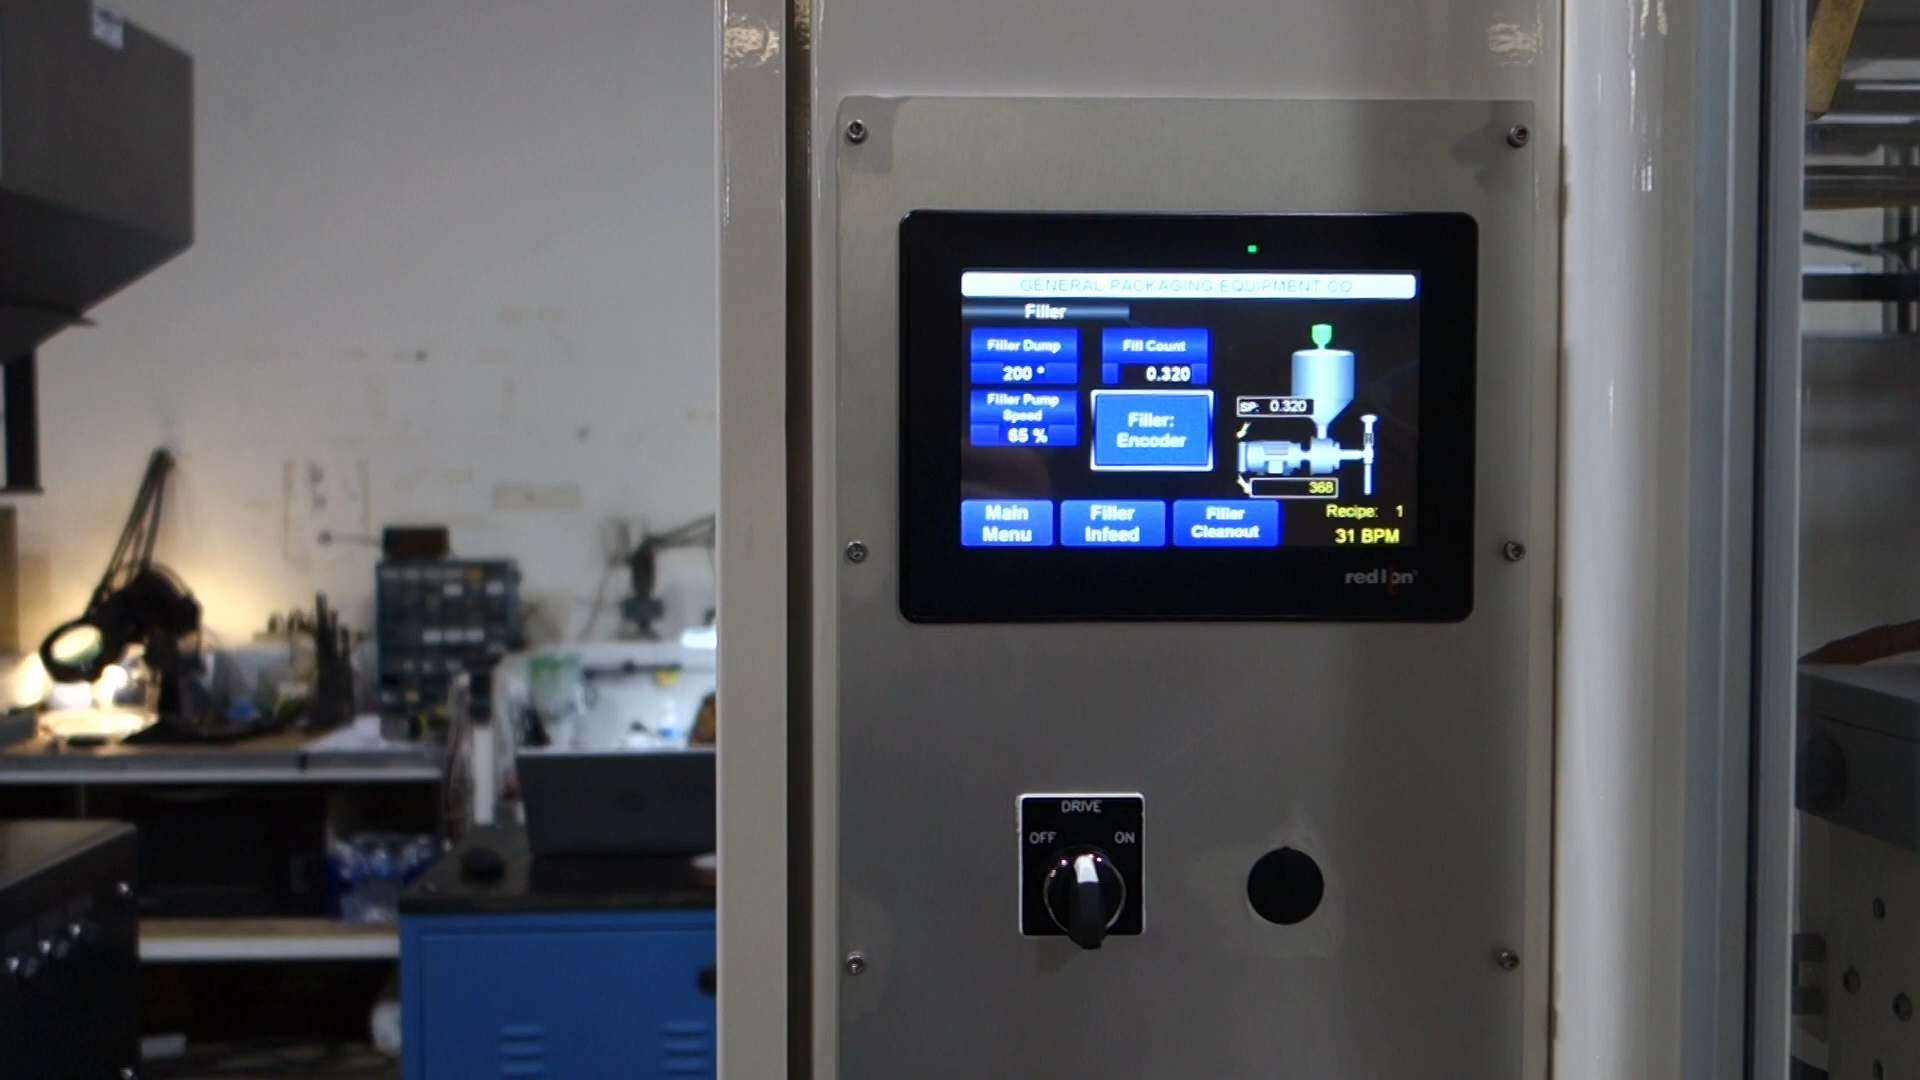 GENERAL PACKAGING EQUIPMENT CO
Filler
Filler Dump
200 °
Fill Count
0.320
Filler Pump
Speed
65 %
Filler:
Encoder
SP: 0.320
368
Main
Menu
Filler
Infeed
Filler
Cleanout
Recipe: 1
31 BPM
red lion®
DRIVE
OFF ON